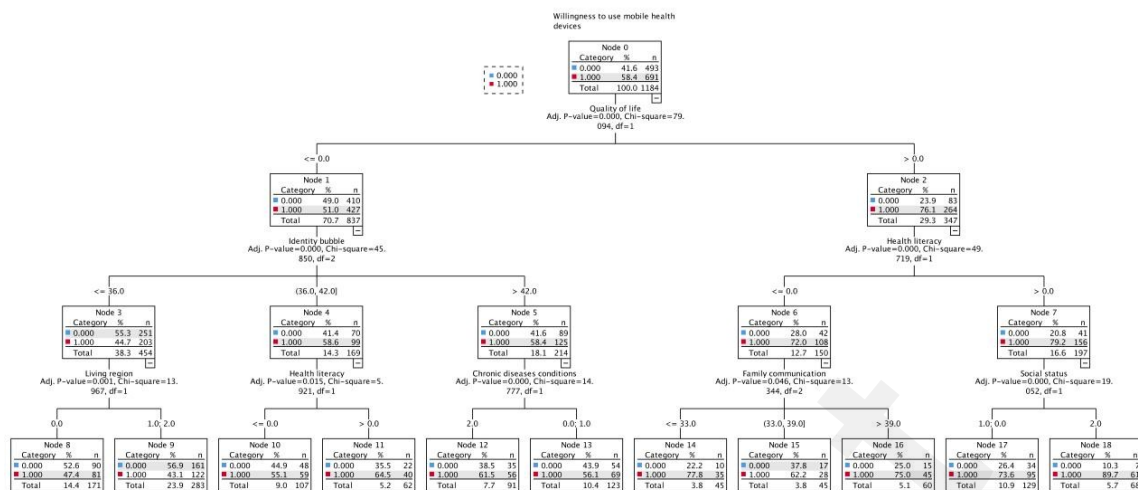 Willingness to use mobile health
devices
Node 0
Category % n
0.000 41.6 493
1.000 58.4 691
Total 100.0 1184
0.000
1.000
Quality of life
Adj. P-value=0.000, Chi-square=79.
094, df=1
<= 0.0
> 0.0
Node 1
Category % n
0.000 49.0 410
1.000 51.0 427
Total 70.7 837
Node 2
Category % n
0.000 23.9 83
1.000 76.1 264
Total 29.3 347
Identity bubble
Adj. P-value=0.000, Chi-square=45.
850, df=2
Health literacy
Adj. P-value=0.000, Chi-square=49.
719, df=1
<= 36.0
(36.0, 42.0]
> 42.0
<= 0.0
> 0.0
Node 3
Category % n
0.000 55.3 251
1.000 44.7 203
Total 38.3 454
Node 4
Category % n
0.000 41.4 70
1.000 58.6 99
Total 14.3 169
Node 5
Category % n
0.000 41.6 89
1.000 58.4 125
Total 18.1 214
Node 6
Category % n
0.000 28.0 42
1.000 72.0 108
Total 12.7 150
Node 7
Category % n
0.000 20.8 41
1.000 79.2 156
Total 16.6 197
Living region
Adj. P-value=0.001, Chi-square=13.
967, df=1
Health literacy
Adj. P-value=0.015, Chi-square=5.
921, df=1
Chronic diseases conditions
Adj. P-value=0.000, Chi-square=14.
777, df=1
Family communication
Adj. P-value=0.046, Chi-square=13.
344, df=2
Social status
Adj. P-value=0.000, Chi-square=19.
052, df=1
0.0
1.0; 2.0
<= 0.0
> 0.0
2.0
0.0; 1.0
<= 33.0
(33.0, 39.0]
> 39.0
1.0; 0.0
2.0
Node 8
Category % n
0.000 52.6 90
1.000 47.4 81
Total 14.4 171
Node 9
Category % n
0.000 56.9 161
1.000 43.1 122
Total 23.9 283
Node 10
Category % n
0.000 44.9 48
1.000 55.1 59
Total 9.0 107
Node 11
Category % n
0.000 35.5 22
1.000 64.5 40
Total 5.2 62
Node 12
Category % n
0.000 38.5 35
1.000 61.5 56
Total 7.7 91
Node 13
Category % n
0.000 43.9 54
1.000 56.1 69
Total 10.4 123
Node 14
Category % n
0.000 22.2 10
1.000 77.8 35
Total 3.8 45
Node 15
Category % n
0.000 37.8 17
1.000 62.2 28
Total 3.8 45
Node 16
Category % n
0.000 25.0 15
1.000 75.0 45
Total 5.1 60
Node 17
Category % n
0.000 26.4 34
1.000 73.6 95
Total 10.9 129
Node 18
Category % n
0.000 10.3
1.000 89.7
Total 5.7